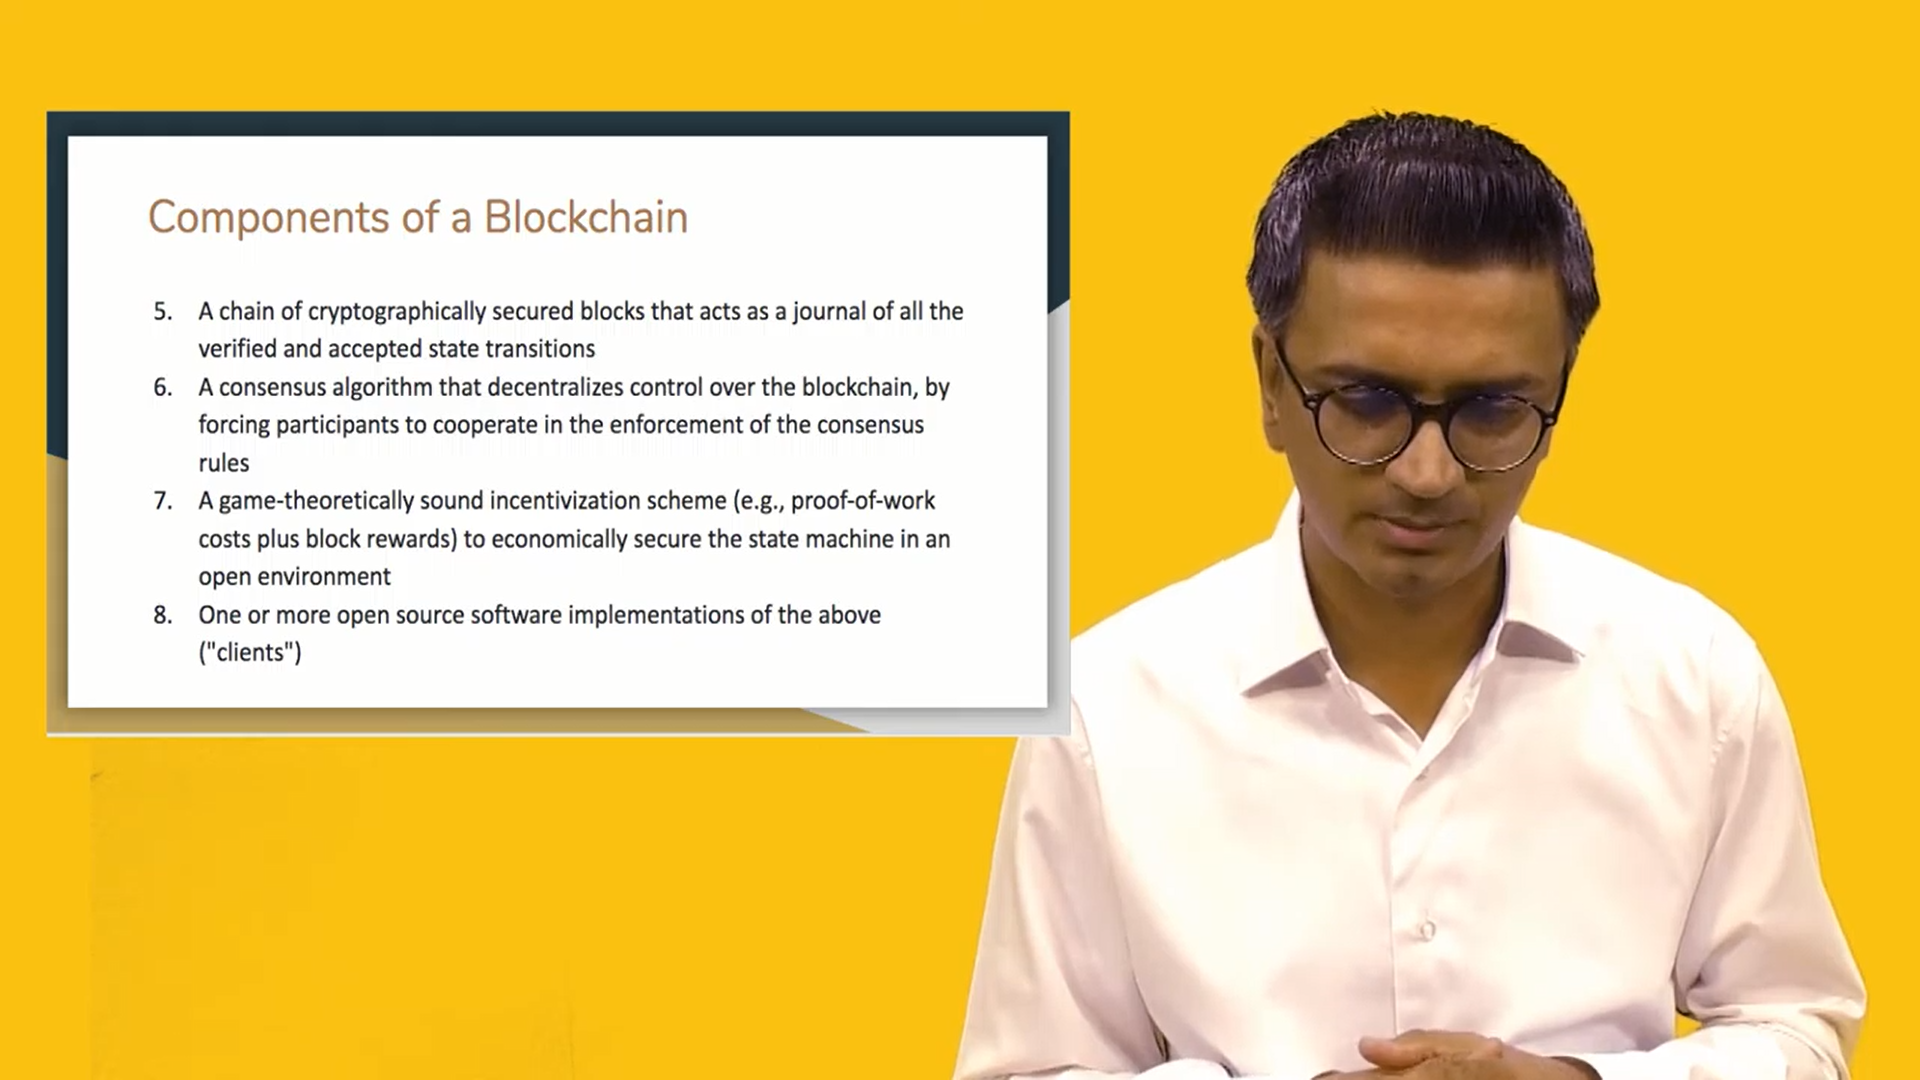 Components of a Blockchain
5. A chain of cryptographically secured blocks that acts as a journal of all the
verified and accepted state transitions
6. A consensus algorithm that decentralizes control over the blockchain, by
forcing participants to cooperate in the enforcement of the consensus
rules
7. A game-theoretically sound incentivization scheme (e.g., proof-of-work
costs plus block rewards) to economically secure the state machine in an
open environment
8. One or more open source software implementations of the above
("clients")